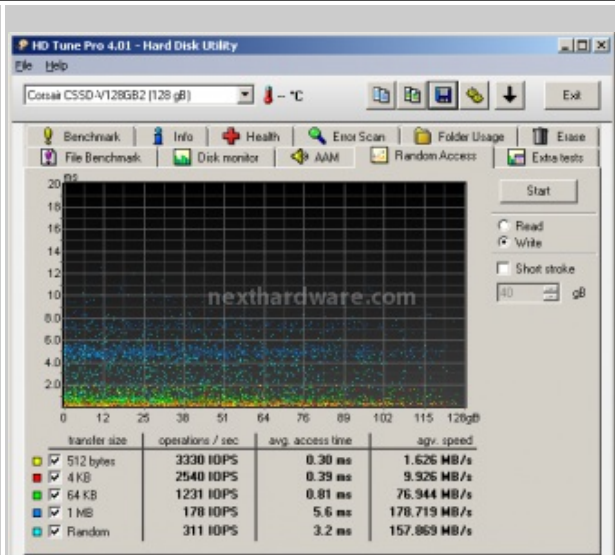 HD Tune Pro 4.01 - Hard Disk Utility
File Help
Corsair CSSD-V128GB2 (128 gB) -- °C Exit
Benchmark Info Health Error Scan Folder Usage Erase
File Benchmark Disk monitor AAM Random Access Extra tests
ms
20
18
16
14
12
10
8.0
6.0
4.0
2.0
0 12 25 38 51 64 76 89 102 115 128gB
nexthardware.com
Start
Read
Write
Short stroke
40 gB
transfer size operations / sec avg. access time agv. speed
512 bytes 3330 IOPS 0.30 ms 1.626 MB/s
4 KB 2540 IOPS 0.39 ms 9.926 MB/s
64 KB 1231 IOPS 0.81 ms 76.944 MB/s
1 MB 178 IOPS 5.6 ms 178.719 MB/s
Random 311 IOPS 3.2 ms 157.869 MB/s